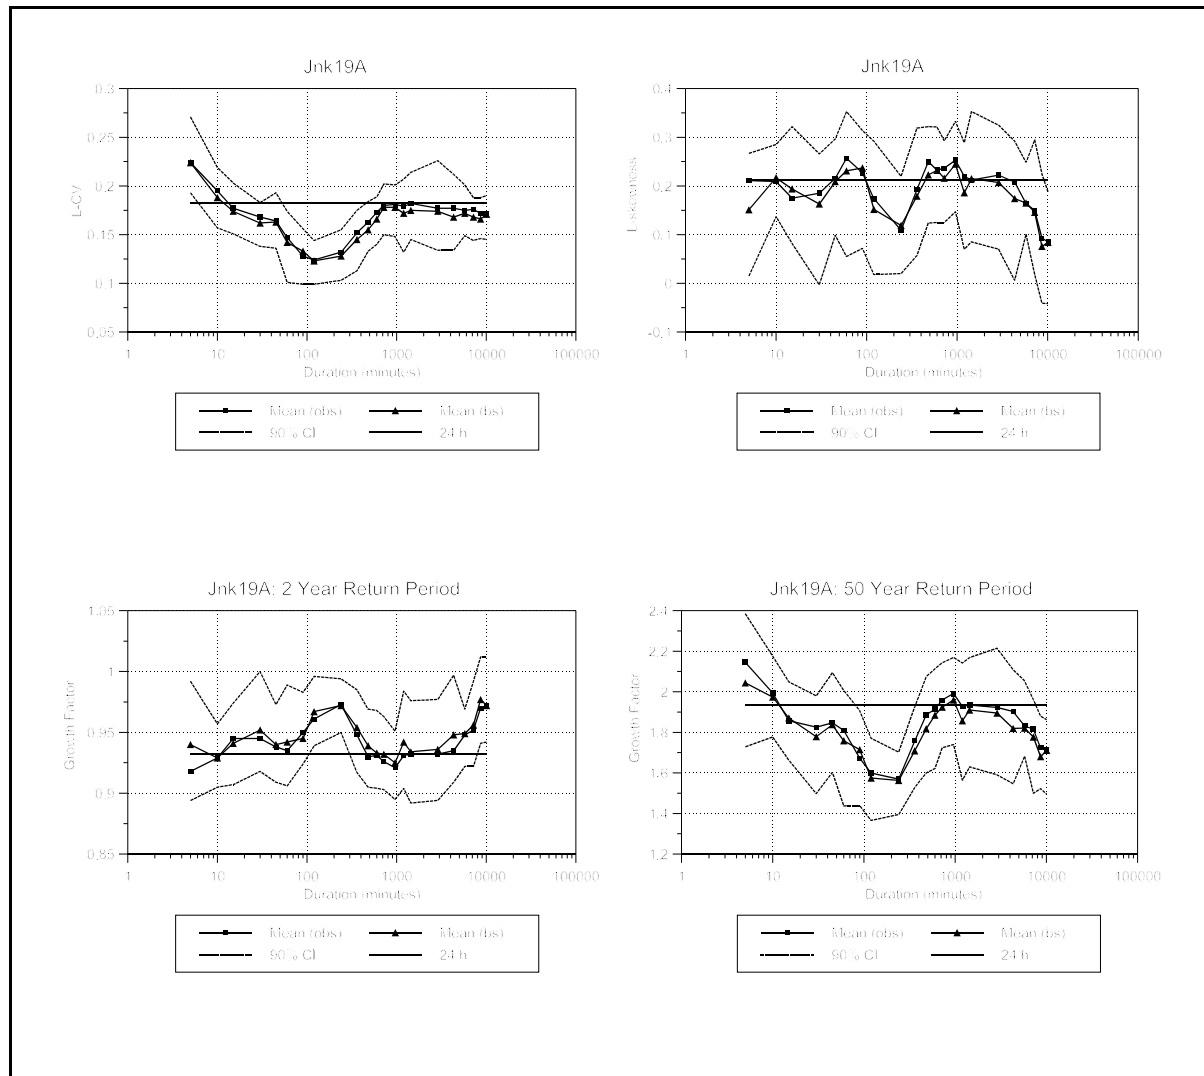 Jnk19A
0.3
0.25
0.2
0.15
0.1
0.05
L-CV
1 10 100 1000 10000 100000
Duration (minutes)
Mean (obs) Mean (bs)
90% CI 24 h
Jnk19A
0.4
0.3
0.2
0.1
0
-0.1
L-skewness
1 10 100 1000 10000 100000
Duration (minutes)
Mean (obs) Mean (bs)
90% CI 24 h
Jnk19A: 2 Year Return Period
1.05
1
0.95
0.9
0.85
Growth Factor
1 10 100 1000 10000 100000
Duration (minutes)
Mean (obs) Mean (bs)
90% CI 24 h
Jnk19A: 50 Year Return Period
2.4
2.2
2
1.8
1.6
1.4
1.2
Growth Factor
1 10 100 1000 10000 100000
Duration (minutes)
Mean (obs) Mean (bs)
90% CI 24 h